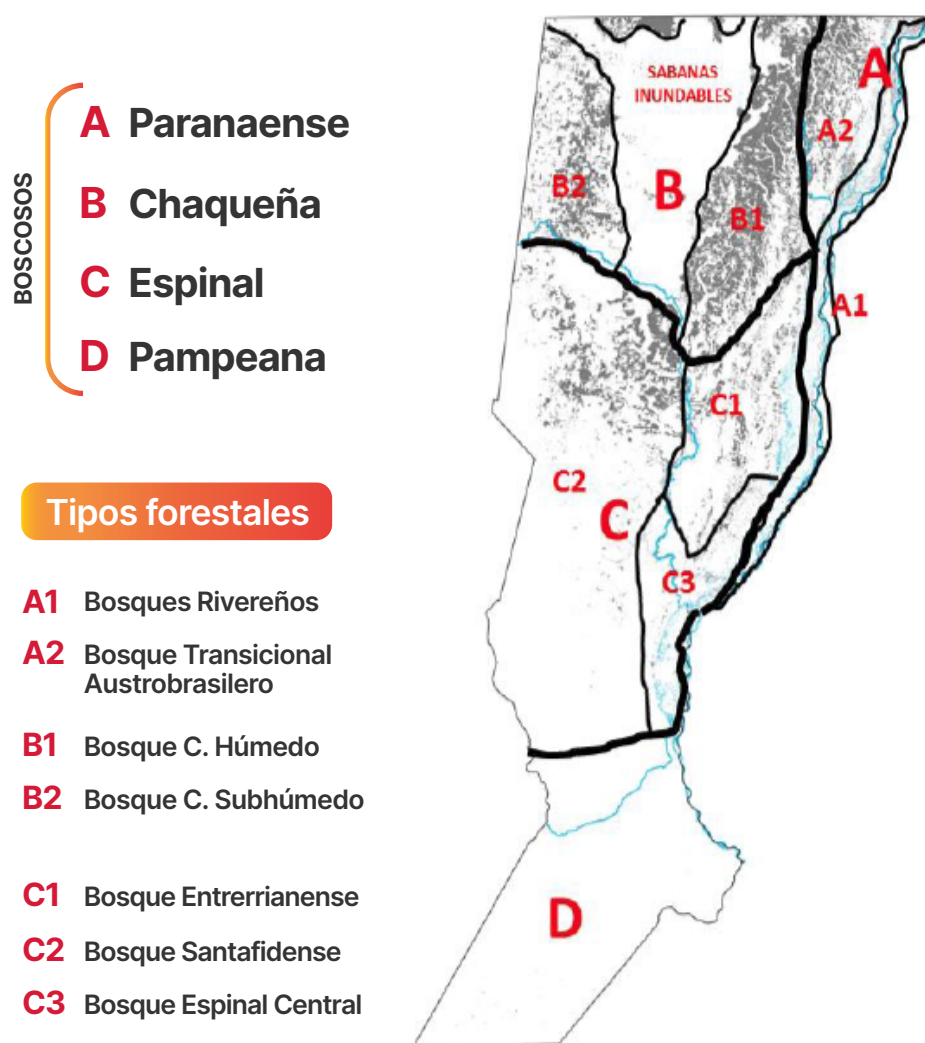 BOSCOSOS
A Paranaense
B Chaqueña
C Espinal
D Pampeana
Tipos forestales
A1 Bosques Rivereños
A2 Bosque Transicional
Austrobrasilero
B1 Bosque C. Húmedo
B2 Bosque C. Subhúmedo
C1 Bosque Entrerrianense
C2 Bosque Santafidense
C3 Bosque Espinal Central
SABANAS
INUNDABLES
A
A2
B2
B
B1
A1
C1
C2
C
C3
D